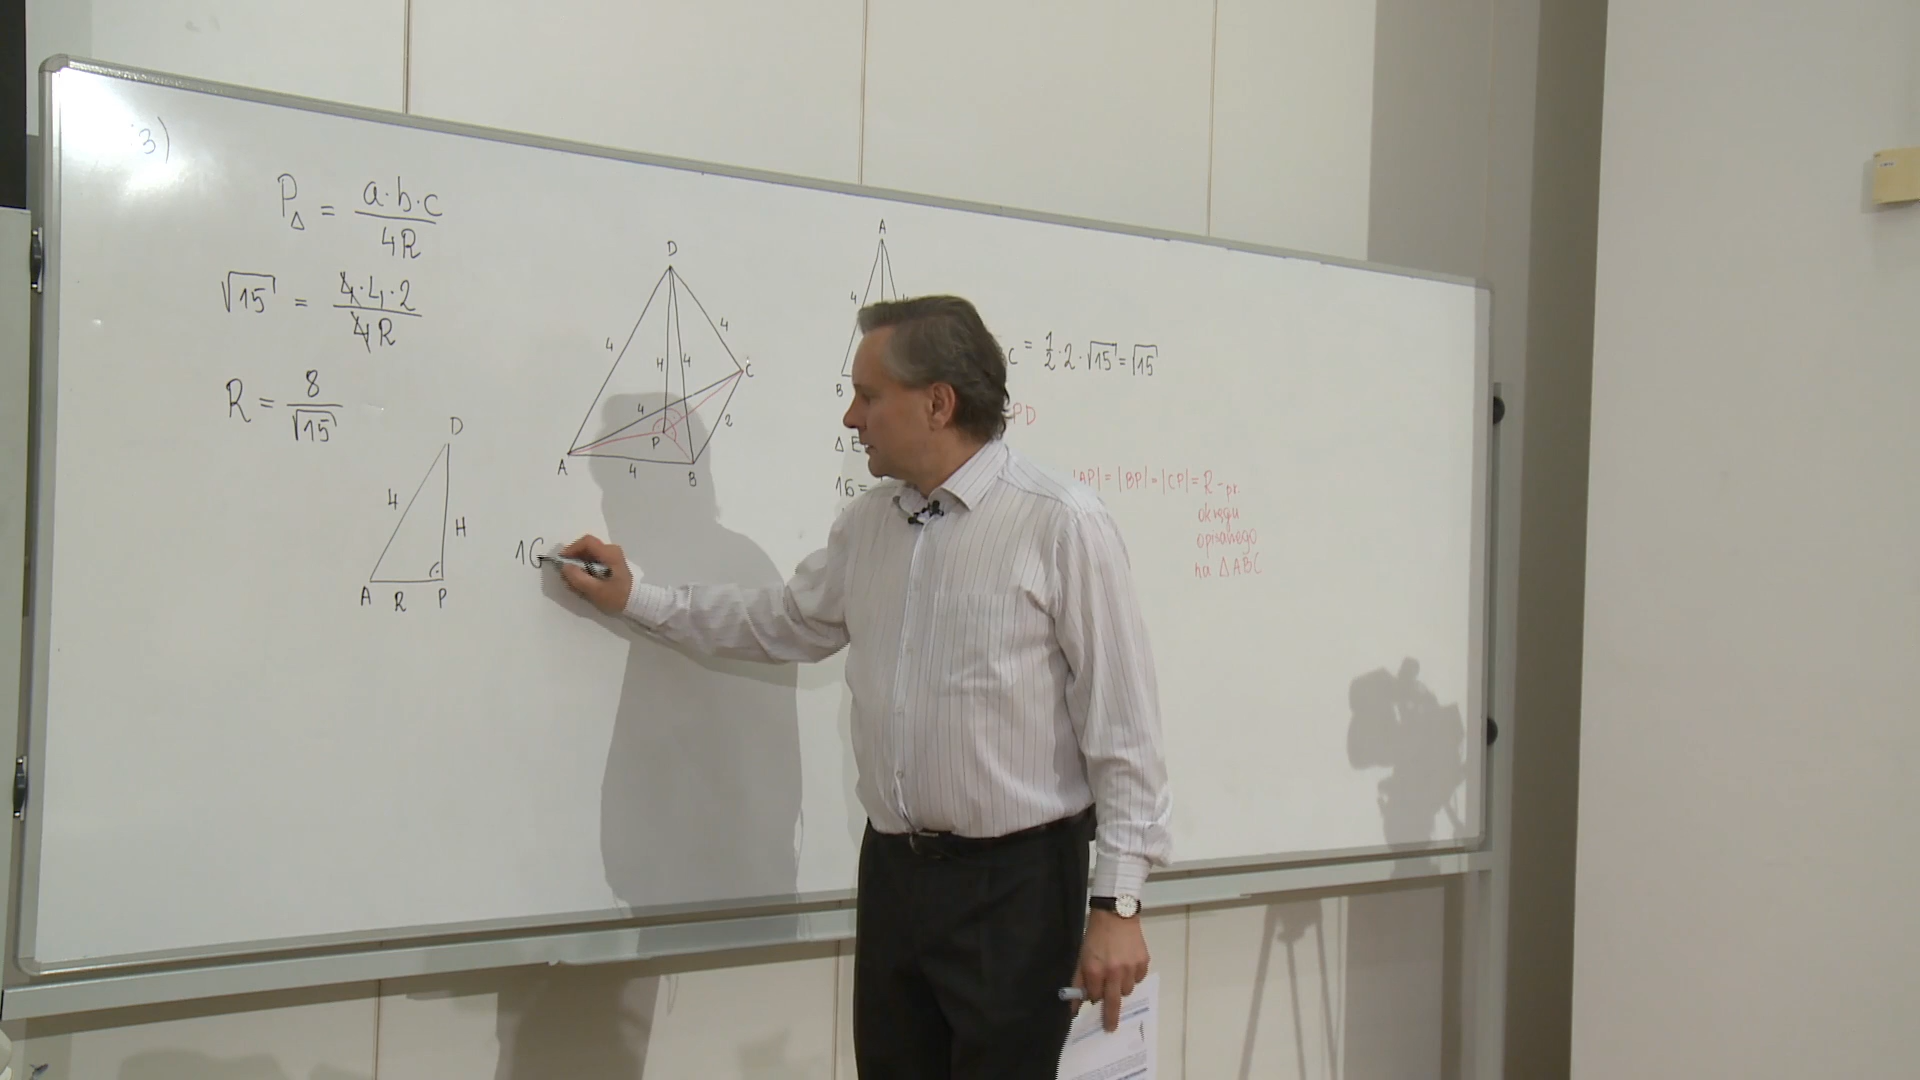 3)
P△ = a·b·c / 4R
√15 = 4·4·2 / 4R
R = 8 / √15
D
4
H
A R P
16
D
4
4
H 4
C
4
2
P
A
4
B
A
4
B
C = 1/2·2·√15 = √15
PD
△ E
16=
|AP| = |BP| = |CP| = R - pr.
okręgu
opisanego
na △ABC